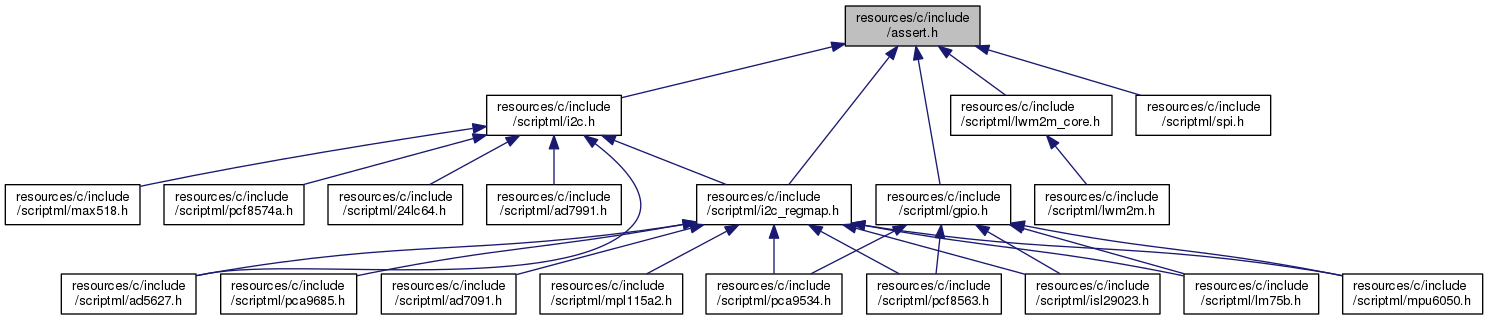 resources/c/include
/assert.h
resources/c/include
/scriptml/i2c.h
resources/c/include
/scriptml/lwm2m_core.h
resources/c/include
/scriptml/spi.h
resources/c/include
/scriptml/max518.h
resources/c/include
/scriptml/pcf8574a.h
resources/c/include
/scriptml/24lc64.h
resources/c/include
/scriptml/ad7991.h
resources/c/include
/scriptml/i2c_regmap.h
resources/c/include
/scriptml/gpio.h
resources/c/include
/scriptml/lwm2m.h
resources/c/include
/scriptml/ad5627.h
resources/c/include
/scriptml/pca9685.h
resources/c/include
/scriptml/ad7091.h
resources/c/include
/scriptml/mpl115a2.h
resources/c/include
/scriptml/pca9534.h
resources/c/include
/scriptml/pcf8563.h
resources/c/include
/scriptml/isl29023.h
resources/c/include
/scriptml/lm75b.h
resources/c/include
/scriptml/mpu6050.h